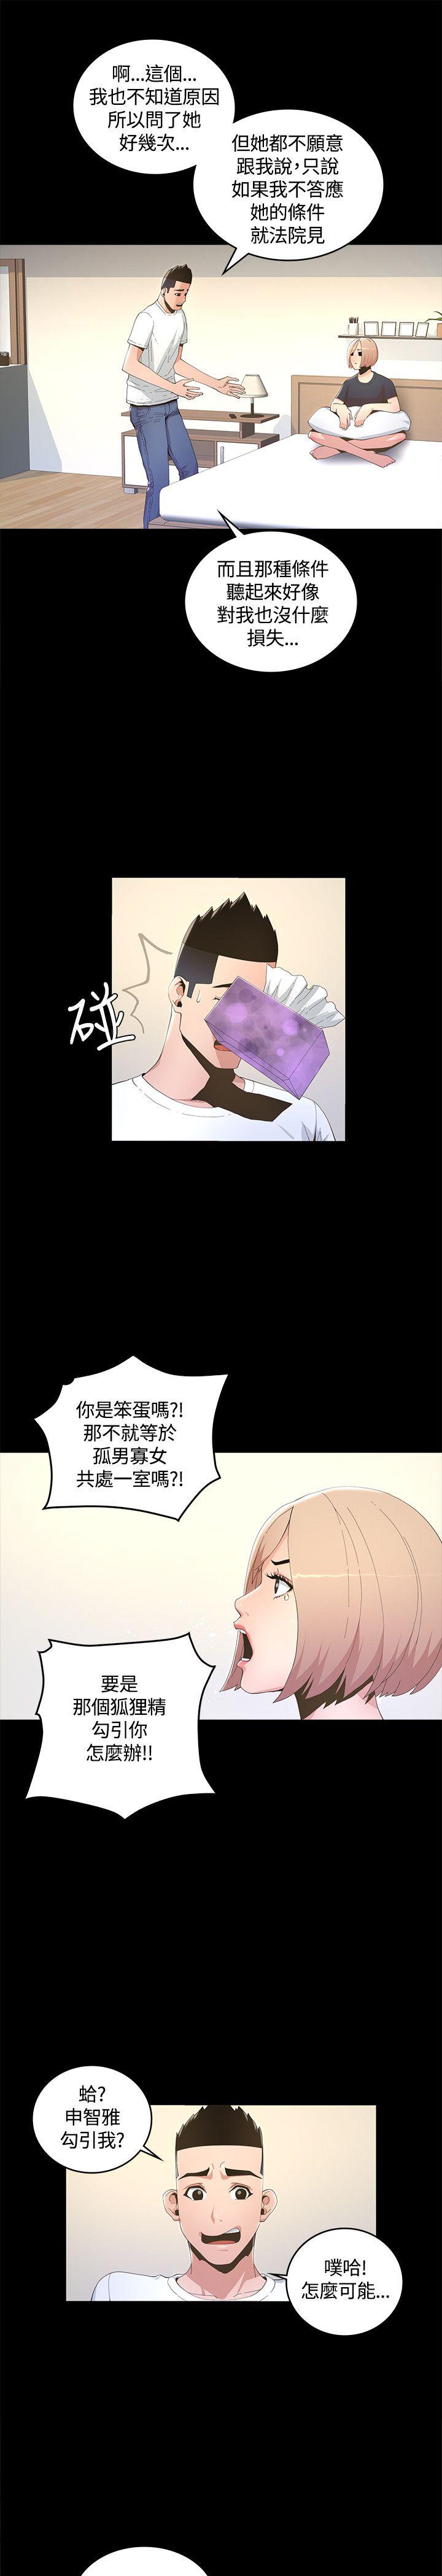 啊...這個...
我也不知道原因
所以問了她
好幾次...
但她都不願意
跟我說,只說
如果我不答應
她的條件
就法院見
而且那種條件
聽起來好像
對我也沒什麼
損失...
碰
你是笨蛋嗎?!
那不就等於
孤男寡女
共處一室嗎?!
要是
那個狐狸精
勾引你
怎麼辦!!
蛤?
申智雅
勾引我?
噗哈!
怎麼可能...